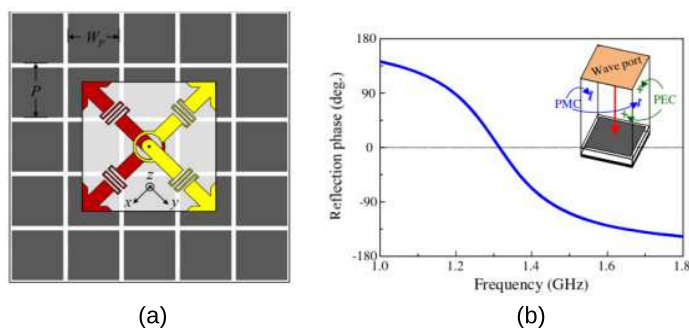 W_p
P
z
x
y
(a)
Reflection phase (deg.)
180
90
0
-90
-180
1.0
1.2
1.4
1.6
1.8
Frequency (GHz)
Wave port
PMC
PEC
(b)